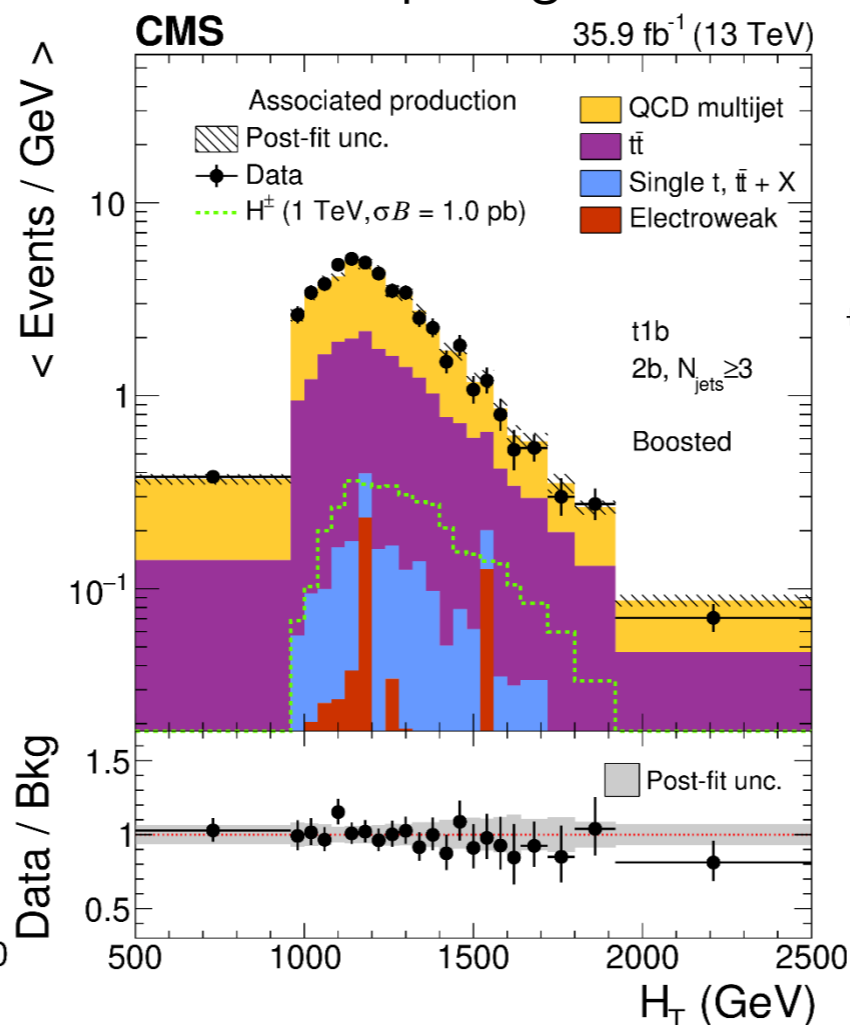 CMS 35.9 fb⁻¹ (13 TeV)
< Events / GeV >
Associated production
Post-fit unc.
Data
H± (1 TeV, σB = 1.0 pb)
QCD multijet
tt̄
Single t, tt̄ + X
Electroweak
10
1
10⁻¹
t1b
2b, N_jets≥3
Boosted
Data / Bkg
1.5
1
0.5
Post-fit unc.
500 1000 1500 2000 2500
H_T (GeV)